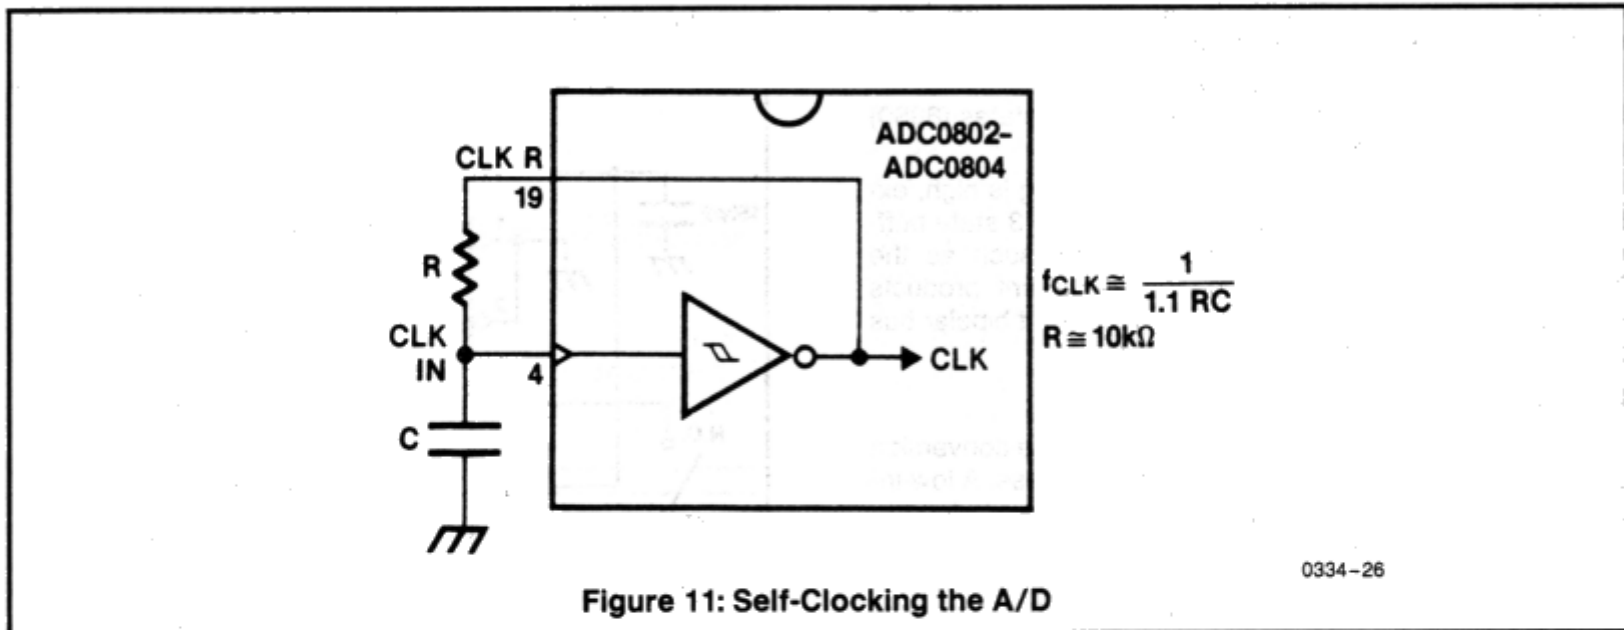 ADC0802-
ADC0804
CLK R
19
R
CLK
IN
4
C
CLK
fCLK ≅ 1
1.1 RC
R ≅ 10kΩ
0334-26
Figure 11: Self-Clocking the A/D